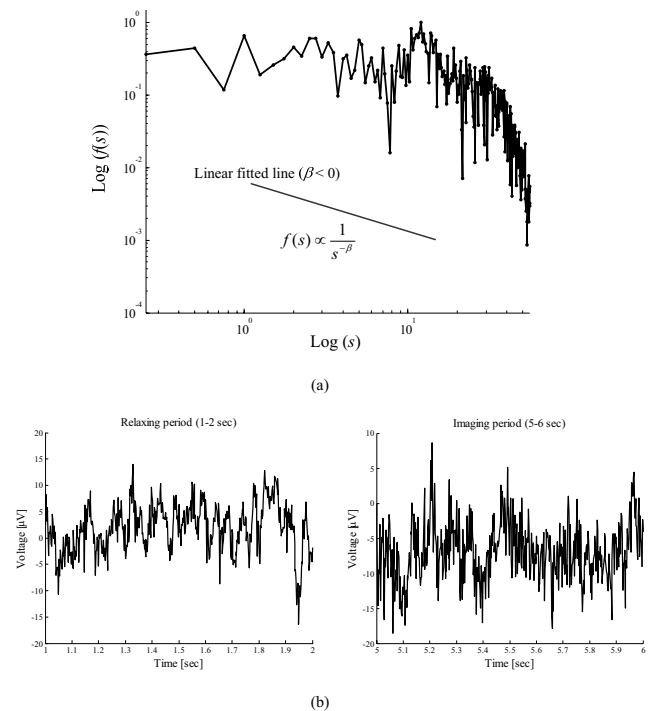 10^0
10^-1
10^-2
10^-3
10^-4
Log (f(s))
Linear fitted line (β < 0)
f(s) ∝ 1/s^-β
10^0 10^1
Log (s)
(a)
Relaxing period (1-2 sec)
20
15
10
5
0
-5
-10
-15
-20
Voltage [μV]
1 1.1 1.2 1.3 1.4 1.5 1.6 1.7 1.8 1.9 2
Time [sec]
Imaging period (5-6 sec)
10
5
0
-5
-10
-15
-20
Voltage [μV]
5 5.1 5.2 5.3 5.4 5.5 5.6 5.7 5.8 5.9 6
Time [sec]
(b)